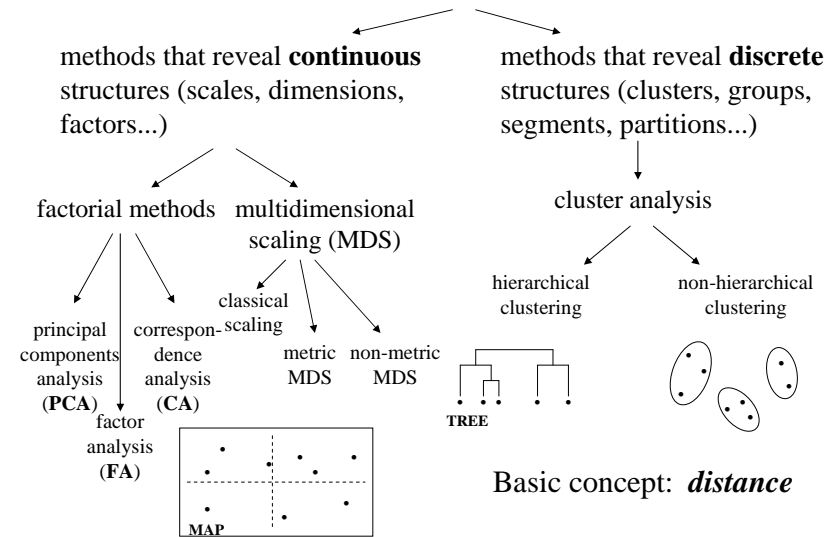 methods that reveal continuous
structures (scales, dimensions,
factors...)
methods that reveal discrete
structures (clusters, groups,
segments, partitions...)
factorial methods
multidimensional
scaling (MDS)
cluster analysis
principal
components
analysis
(PCA)
factor
analysis
(FA)
correspon-
dence
analysis
(CA)
classical
scaling
metric
MDS
non-metric
MDS
hierarchical
clustering
non-hierarchical
clustering
TREE
MAP
Basic concept: distance